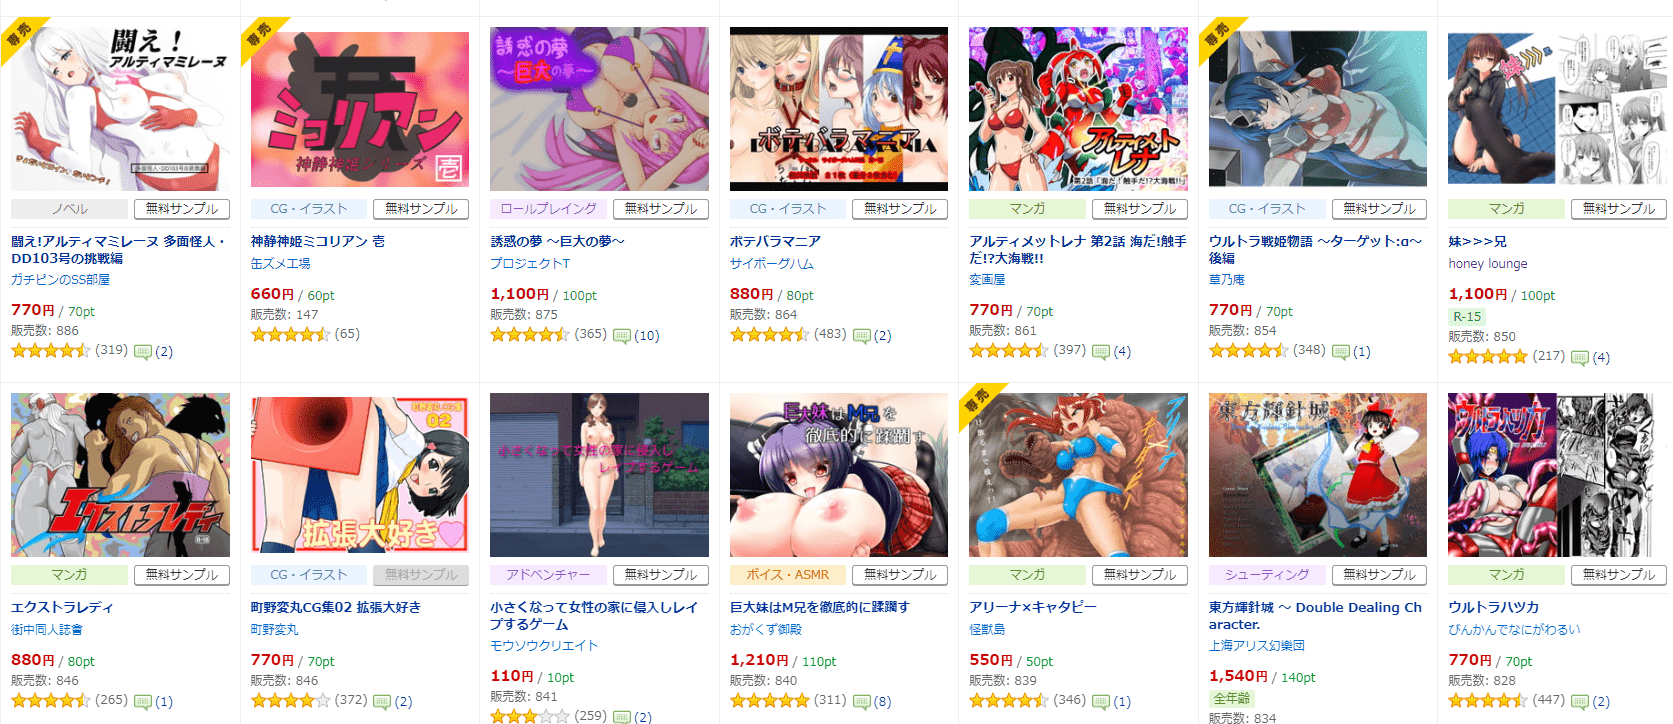 専売
闘え！
アルティマミレーヌ
ノベル
無料サンプル
闘え!アルティマミレーヌ 多面怪人・
DD103号の挑戦編
ガチピンのSS部屋
770円 / 70pt
販売数: 886
(319) (2)
専売
ミコリアン
神静神姫シリーズ 壱
CG・イラスト
無料サンプル
神静神姫ミコリアン 壱
缶ズメ工場
660円 / 60pt
販売数: 147
(65)
誘惑の夢
～巨大の夢～
ロールプレイング
無料サンプル
誘惑の夢 ～巨大の夢～
プロジェクトT
1,100円 / 100pt
販売数: 875
(365) (10)
ボテバラマニア
CG・イラスト
無料サンプル
ボテバラマニア
サイボーグハム
880円 / 80pt
販売数: 864
(483) (2)
アルティメット
レナ
第2話「海だ!触手だ!?大海戦!!」
マンガ
無料サンプル
アルティメットレナ 第2話 海だ!触手
だ!?大海戦!!
変画屋
770円 / 70pt
販売数: 861
(397) (4)
専売
CG・イラスト
無料サンプル
ウルトラ戦姫物語 ～ターゲット:α～
後編
草乃庵
770円 / 70pt
販売数: 854
(348) (1)
マンガ
無料サンプル
妹>>>兄
honey lounge
1,100円 / 100pt
R-15
販売数: 850
(217) (4)
エクストラレディ
R-18
マンガ
無料サンプル
エクストラレディ
街中同人誌會
880円 / 80pt
販売数: 846
(265) (1)
町野変丸CG集
02
拡張大好き
CG・イラスト
無料サンプル
町野変丸CG集02 拡張大好き
町野変丸
770円 / 70pt
販売数: 846
(372) (2)
小さくなって女性の家に侵入し
レイプするゲーム
アドベンチャー
無料サンプル
小さくなって女性の家に侵入しレイ
プするゲーム
モウソウクリエイト
110円 / 10pt
販売数: 841
(259) (2)
巨大妹はM兄を
徹底的に蹂躙す
ボイス・ASMR
無料サンプル
巨大妹はM兄を徹底的に蹂躙す
おがくず御殿
1,210円 / 110pt
販売数: 840
(311) (8)
専売
マンガ
無料サンプル
アリーナ×キャタピー
怪獣島
550円 / 50pt
販売数: 839
(346) (1)
東方輝針城
シューティング
無料サンプル
東方輝針城 ～ Double Dealing Ch
aracter.
上海アリス幻樂団
1,540円 / 140pt
全年齢
販売数: 834
ウルトラハツカ
マンガ
無料サンプル
ウルトラハツカ
びんかんでなにがわるい
770円 / 70pt
販売数: 828
(447) (2)